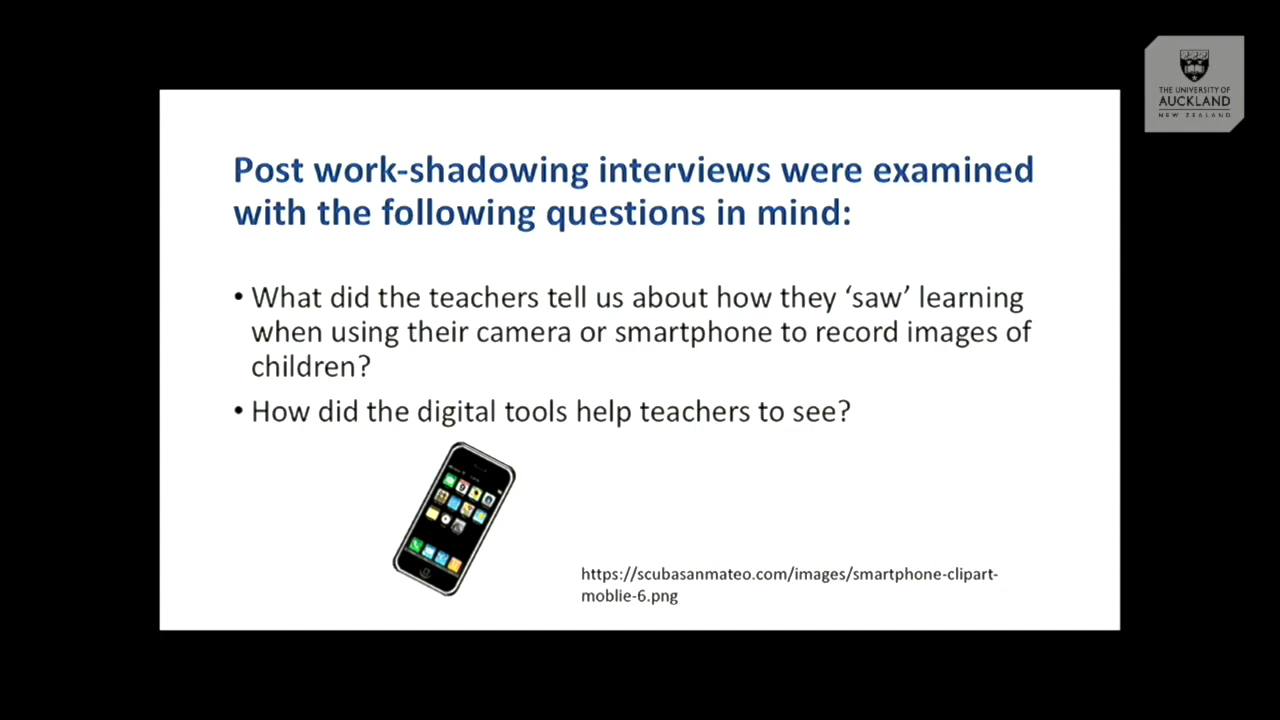 THE UNIVERSITY OF
AUCKLAND
NEW ZEALAND
Post work-shadowing interviews were examined
with the following questions in mind:
• What did the teachers tell us about how they ‘saw’ learning
when using their camera or smartphone to record images of
children?
• How did the digital tools help teachers to see?
https://scubasanmateo.com/images/smartphone-clipart-
moblie-6.png